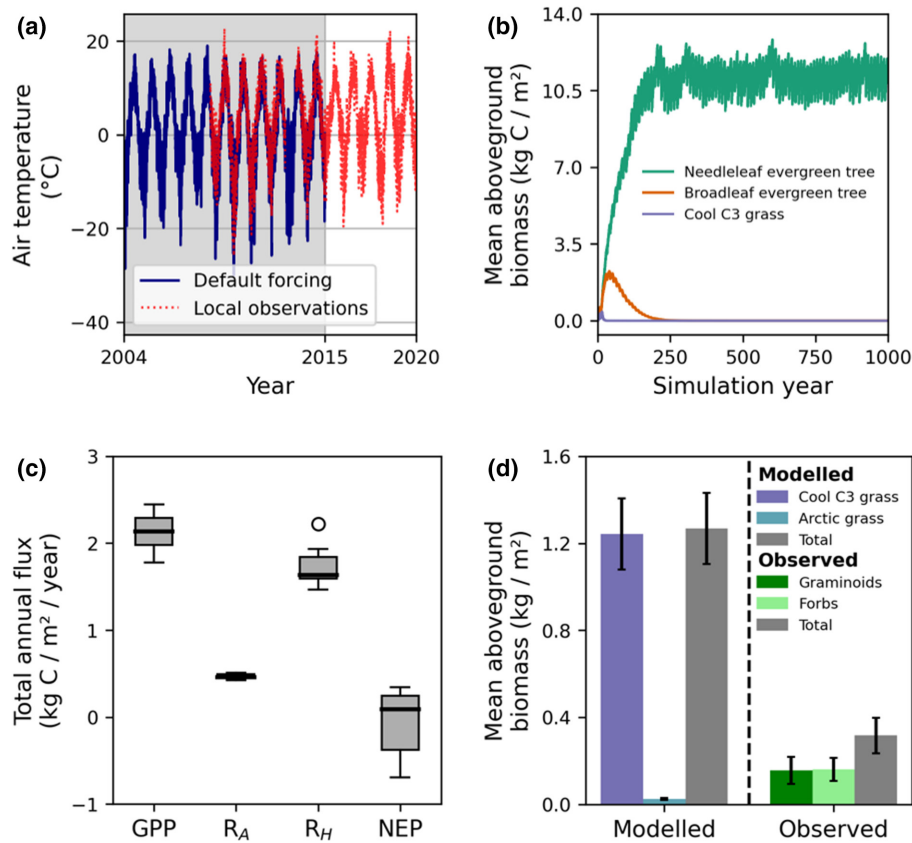 (a)
20
0
−20
−40
Air temperature
(°C)
Default forcing
Local observations
2004
2015
2020
Year
(b)
14.0
10.5
7.0
3.5
0.0
Mean aboveground
biomass (kg C / m²)
Needleleaf evergreen tree
Broadleaf evergreen tree
Cool C3 grass
0
250
500
750
1000
Simulation year
(c)
3
2
1
0
−1
Total annual flux
(kg C / m² / year)
GPP
R_A
R_H
NEP
(d)
1.6
1.2
0.8
0.4
0.0
Mean aboveground
biomass (kg / m²)
Modelled
Cool C3 grass
Arctic grass
Total
Observed
Graminoids
Forbs
Total
Modelled
Observed